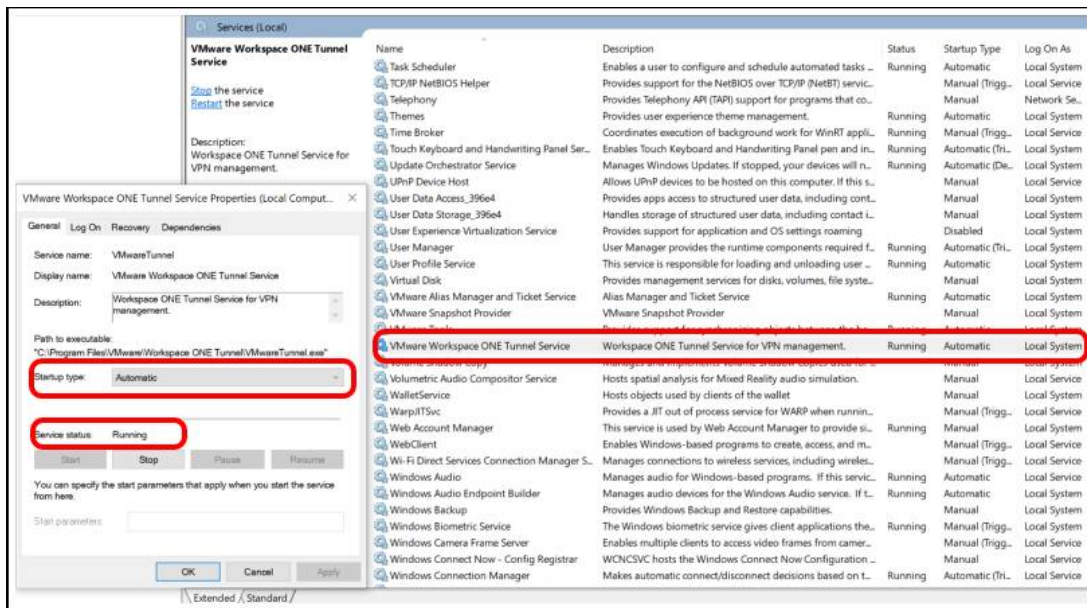 Services (Local)
VMware Workspace ONE Tunnel
Service
Stop the service
Restart the service
Description:
Workspace ONE Tunnel Service for
VPN management.
VMware Workspace ONE Tunnel Service Properties (Local Comput...
General Log On Recovery Dependencies
Service name: VMwareTunnel
Display name: VMware Workspace ONE Tunnel Service
Description: Workspace ONE Tunnel Service for VPN
management.
Path to executable:
"C:\Program Files\VMware\Workspace ONE Tunnel\VMwareTunnel.exe"
Startup type: Automatic
Service status: Running
Start Stop Pause Resume
You can specify the start parameters that apply when you start the service
from here.
Start parameters:
OK Cancel Apply
Name Description Status Startup Type Log On As
Task Scheduler Enables a user to configure and schedule automated tasks ... Running Automatic Local System
TCP/IP NetBIOS Helper Provides support for the NetBIOS over TCP/IP (NetBT) servic... Running Manual (Trigg... Local Service
Telephony Provides Telephony API (TAPI) support for programs that co... Manual Network Se...
Themes Provides user experience theme management. Running Automatic Local System
Time Broker Coordinates execution of background work for WinRT appli... Running Manual (Trigg... Local Service
Touch Keyboard and Handwriting Panel Ser... Enables Touch Keyboard and Handwriting Panel pen and in... Running Automatic (Tri... Local System
Update Orchestrator Service Manages Windows Updates. If stopped, your devices will n... Running Automatic (De... Local System
UPnP Device Host Allows UPnP devices to be hosted on this computer. If this s... Manual Local Service
User Data Access_396e4 Provides apps access to structured user data, including cont... Manual Local System
User Data Storage_396e4 Handles storage of structured user data, including contact i... Manual Local System
User Experience Virtualization Service Provides support for application and OS settings roaming Disabled Local System
User Manager User Manager provides the runtime components required f... Running Automatic (Tri... Local System
User Profile Service This service is responsible for loading and unloading user ... Running Automatic Local System
Virtual Disk Provides management services for disks, volumes, file syste... Manual Local System
VMware Alias Manager and Ticket Service Alias Manager and Ticket Service Running Automatic Local System
VMware Snapshot Provider VMware Snapshot Provider Manual Local System
VMware Workspace ONE Tunnel Service Workspace ONE Tunnel Service for VPN management. Running Automatic Local System
Volumetric Audio Compositor Service Hosts spatial analysis for Mixed Reality audio simulation. Manual Local Service
WalletService Hosts objects used by clients of the wallet Manual Local System
WarpJITSvc Provides a JIT out of process service for WARP when runnin... Manual (Trigg... Local Service
Web Account Manager This service is used by Web Account Manager to provide si... Running Manual Local System
WebClient Enables Windows-based programs to create, access, and m... Manual (Trigg... Local Service
Wi-Fi Direct Services Connection Manager S... Manages connections to wireless services, including wireles... Manual (Trigg... Local Service
Windows Audio Manages audio for Windows-based programs. If this servic... Running Automatic Local Service
Windows Audio Endpoint Builder Manages audio devices for the Windows Audio service. If t... Running Automatic Local System
Windows Backup Provides Windows Backup and Restore capabilities. Manual Local System
Windows Biometric Service The Windows biometric service gives client applications the... Running Manual (Trigg... Local System
Windows Camera Frame Server Enables multiple clients to access video frames from camer... Manual (Trigg... Local Service
Windows Connect Now - Config Registrar WCNCSVC hosts the Windows Connect Now Configuration ... Manual Local Service
Windows Connection Manager Makes automatic connect/disconnect decisions based on t... Running Automatic (Tri... Local Service
Extended Standard